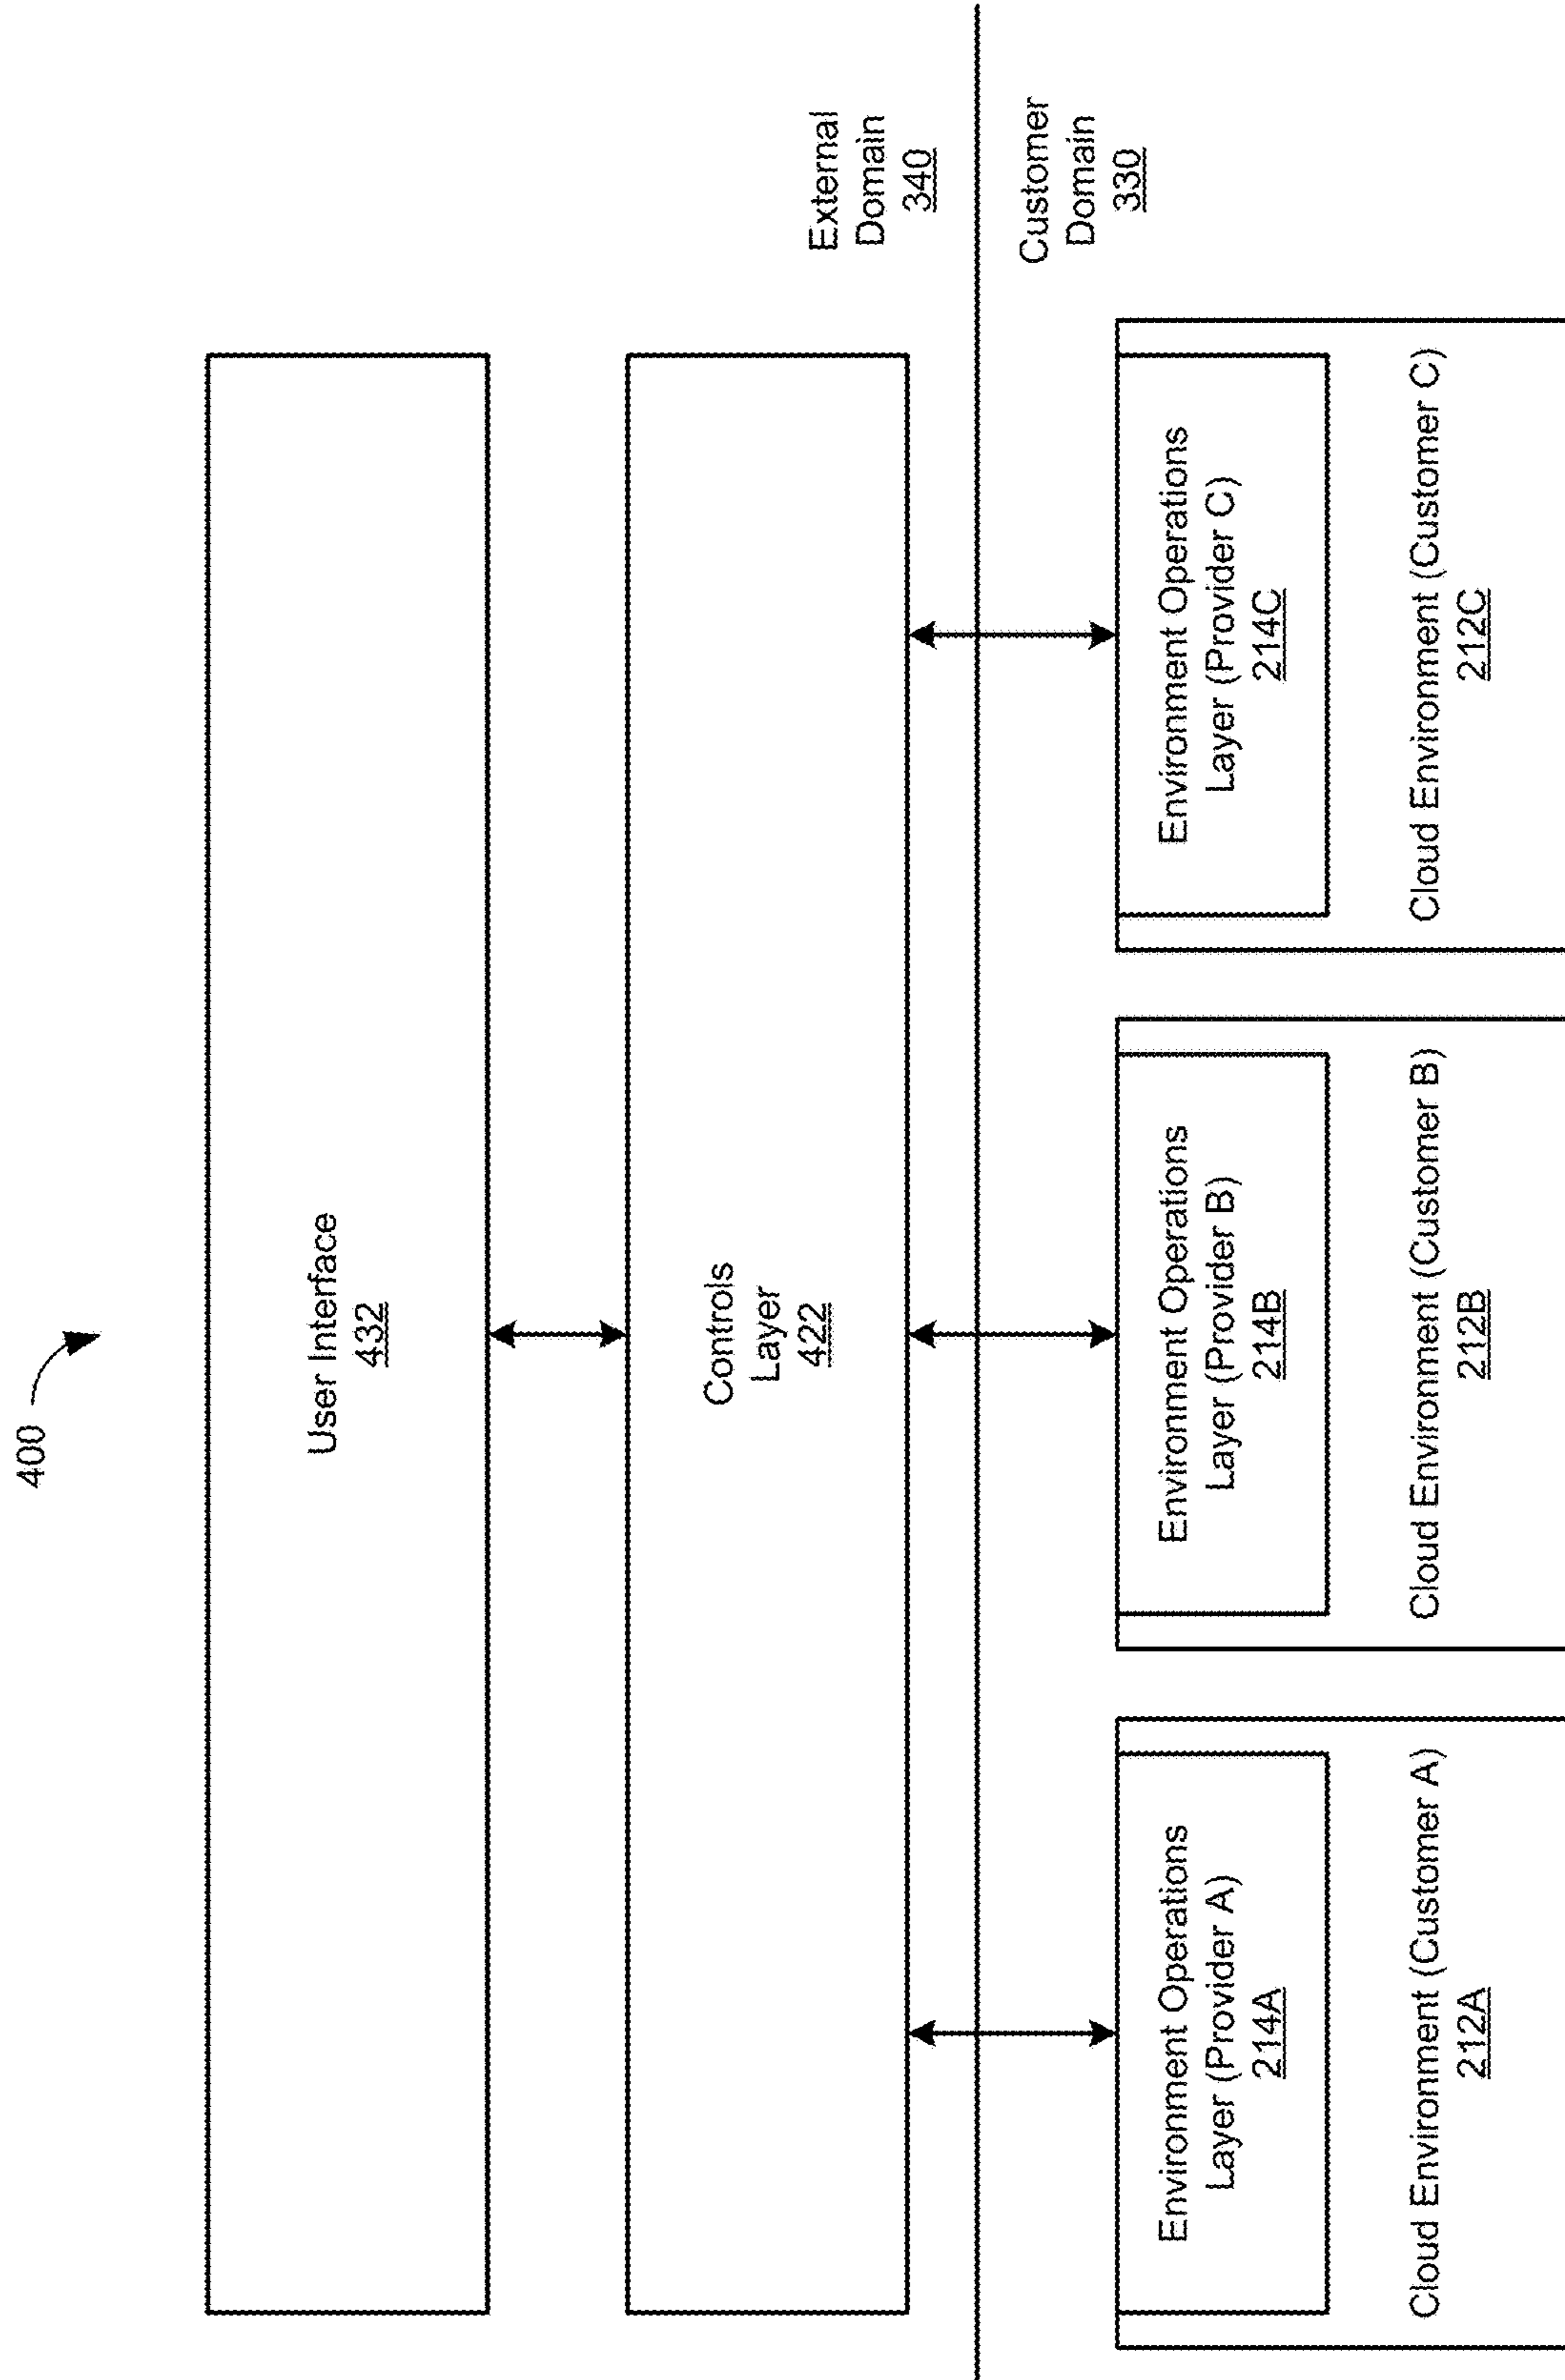 400
User Interface
432
Controls
Layer
422
External
Domain
340
Customer
Domain
330
Environment Operations
Layer (Provider A)
214A
Cloud Environment (Customer A)
212A
Environment Operations
Layer (Provider B)
214B
Cloud Environment (Customer B)
212B
Environment Operations
Layer (Provider C)
214C
Cloud Environment (Customer C)
212C